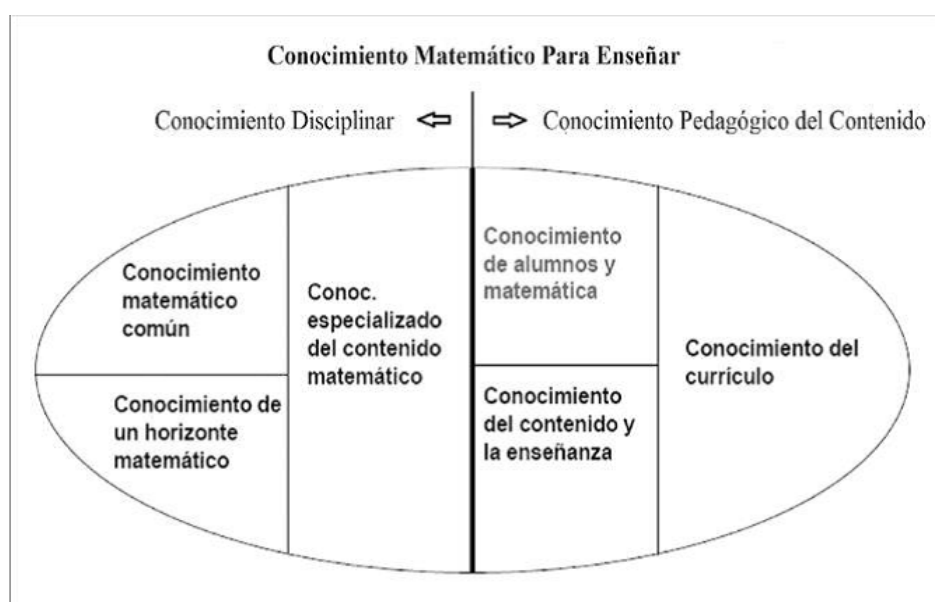 Conocimiento Matemático Para Enseñar
Conocimiento Disciplinar
Conocimiento Pedagógico del Contenido
Conocimiento
matemático
común
Conocimiento de
un horizonte
matemático
Conoc.
especializado
del contenido
matemático
Conocimiento
de alumnos y
matemática
Conocimiento
del contenido y
la enseñanza
Conocimiento del
currículo